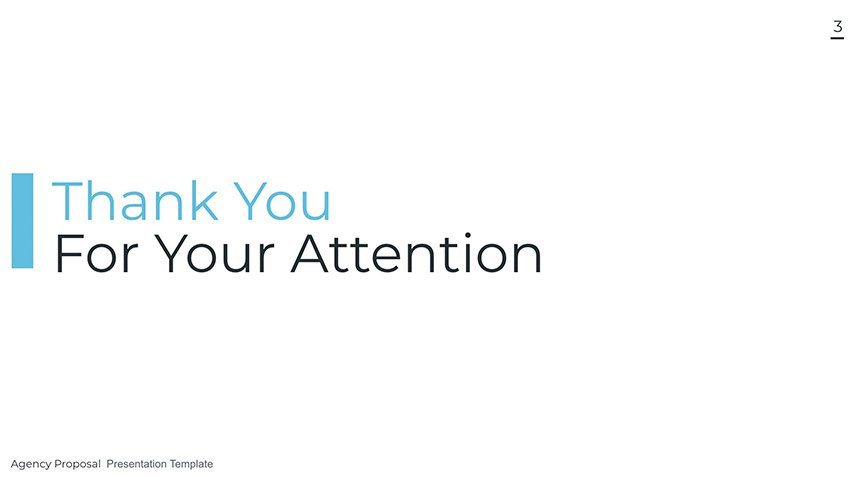 3
Thank You
For Your Attention
Agency Proposal Presentation Template